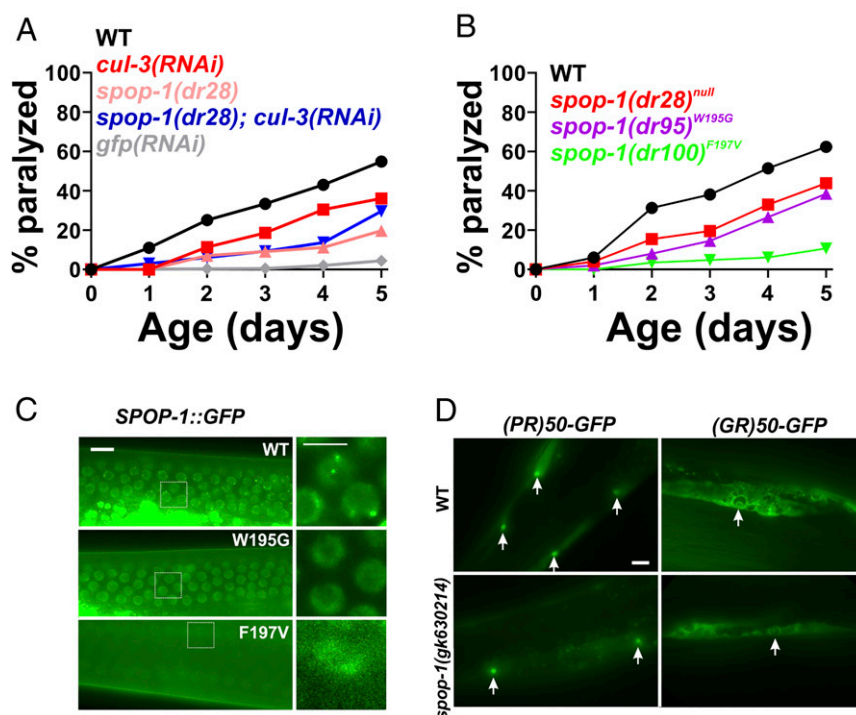 A
WT
cul-3(RNAi)
spop-1(dr28)
spop-1(dr28); cul-3(RNAi)
gfp(RNAi)
% paralyzed
100
80
60
40
20
0
0 1 2 3 4 5
Age (days)
B
WT
spop-1(dr28)null
spop-1(dr95)W195G
spop-1(dr100)F197V
% paralyzed
100
80
60
40
20
0
0 1 2 3 4 5
Age (days)
C
SPOP-1::GFP
WT
W195G
F197V
D
(PR)50-GFP (GR)50-GFP
WT
spop-1(gk630214)